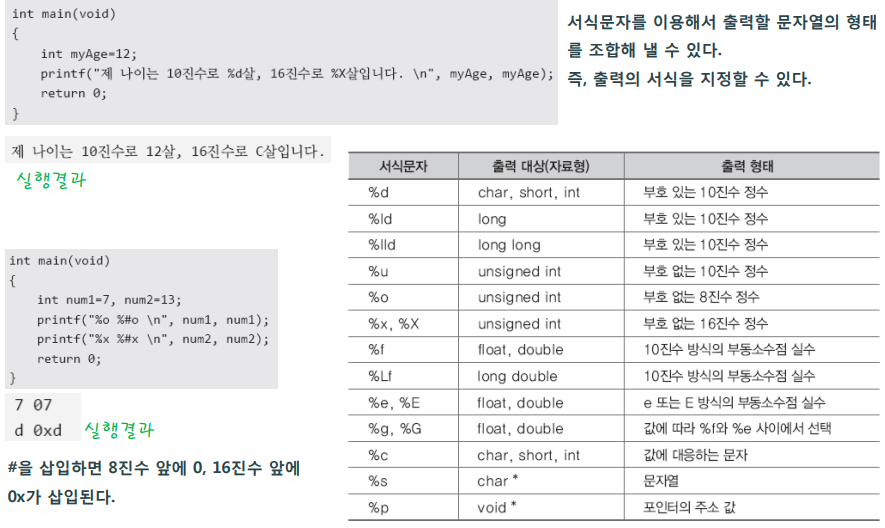 int main(void)
{
    int myAge=12;
    printf("제 나이는 10진수로 %d살, 16진수로 %X살입니다. \n", myAge, myAge);
    return 0;
}
서식문자를 이용해서 출력할 문자열의 형태
를 조합해 낼 수 있다.
즉, 출력의 서식을 지정할 수 있다.
제 나이는 10진수로 12살, 16진수로 C살입니다.
실행결과
int main(void)
{
    int num1=7, num2=13;
    printf("%o %#o \n", num1, num1);
    printf("%x %#x \n", num2, num2);
    return 0;
}
7 07
d 0xd
실행결과
#을 삽입하면 8진수 앞에 0, 16진수 앞에
0x가 삽입된다.
서식문자 출력 대상(자료형) 출력 형태
%d char, short, int 부호 있는 10진수 정수
%ld long 부호 있는 10진수 정수
%lld long long 부호 있는 10진수 정수
%u unsigned int 부호 없는 10진수 정수
%o unsigned int 부호 없는 8진수 정수
%x, %X unsigned int 부호 없는 16진수 정수
%f float, double 10진수 방식의 부동소수점 실수
%Lf long double 10진수 방식의 부동소수점 실수
%e, %E float, double e 또는 E 방식의 부동소수점 실수
%g, %G float, double 값에 따라 %f와 %e 사이에서 선택
%c char, short, int 값에 대응하는 문자
%s char * 문자열
%p void * 포인터의 주소 값